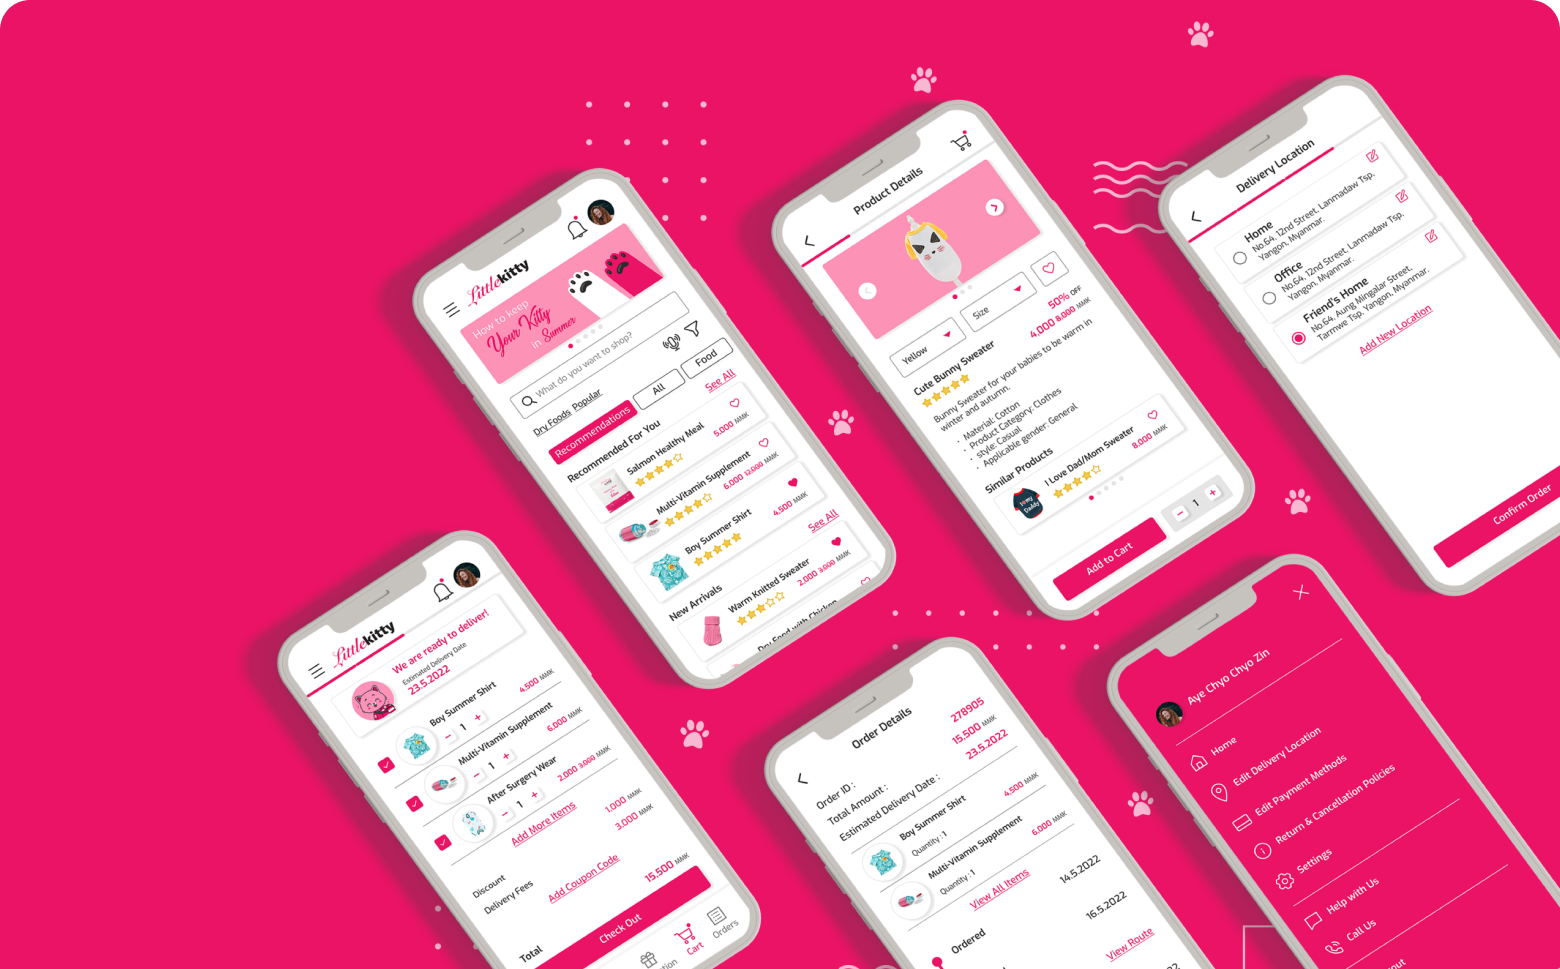 Littlekitty
How to keep
Your Kitty
in Summer
What do you want to shop?
Dry Foods Popular
Recommendations
All
Food
Recommended For You
See All
Salmon Healthy Meal
5.000 MMK
Multi-Vitamin Supplement
6.000 12.000 MMK
Boy Summer Shirt
4.500 MMK
New Arrivals
See All
Warm Knitted Sweater
2.000 3.000 MMK
Dry Food with Chicken
Product Details
Yellow
Size
Cute Bunny Sweater
50% OFF
4.000 8.000 MMK
Bunny Sweater for your babies to be warm in
winter and autumn.
· Material: Cotton
· Product Category: Clothes
· style: Casual
· Applicable gender: General
Similar Products
I Love Dad/Mom Sweater
8.000 MMK
my
Daddy
Add to Cart
1
Delivery Location
Home
No.64, 12nd Street, Lanmadaw Tsp,
Yangon, Myanmar.
Office
No.64, 12nd Street, Lanmadaw Tsp,
Yangon, Myanmar.
Friend's Home
No.64, Aung Mingalar Street,
Tarmwe Tsp, Yangon, Myanmar.
Add New Location
Confirm Order
Littlekitty
We are ready to deliver!
Estimated Delivery Date
23.5.2022
Boy Summer Shirt
1
4.500 MMK
Multi-Vitamin Supplement
1
6.000 MMK
After Surgery Wear
1
2.000 3.000 MMK
Add More Items
Discount
1.000 MMK
Delivery Fees
3.000 MMK
Add Coupon Code
Total
15.500 MMK
Check Out
Cart
Orders
Order Details
Order ID :
278905
Total Amount :
15.500 MMK
Estimated Delivery Date :
23.5.2022
Boy Summer Shirt
Quantity : 1
4.500 MMK
Multi-Vitamin Supplement
Quantity : 1
6.000 MMK
View All Items
Ordered
14.5.2022
16.5.2022
View Route
Aye Chyo Chyo Zin
Home
Edit Delivery Location
Edit Payment Methods
Return & Cancellation Policies
Settings
Help with Us
Call Us